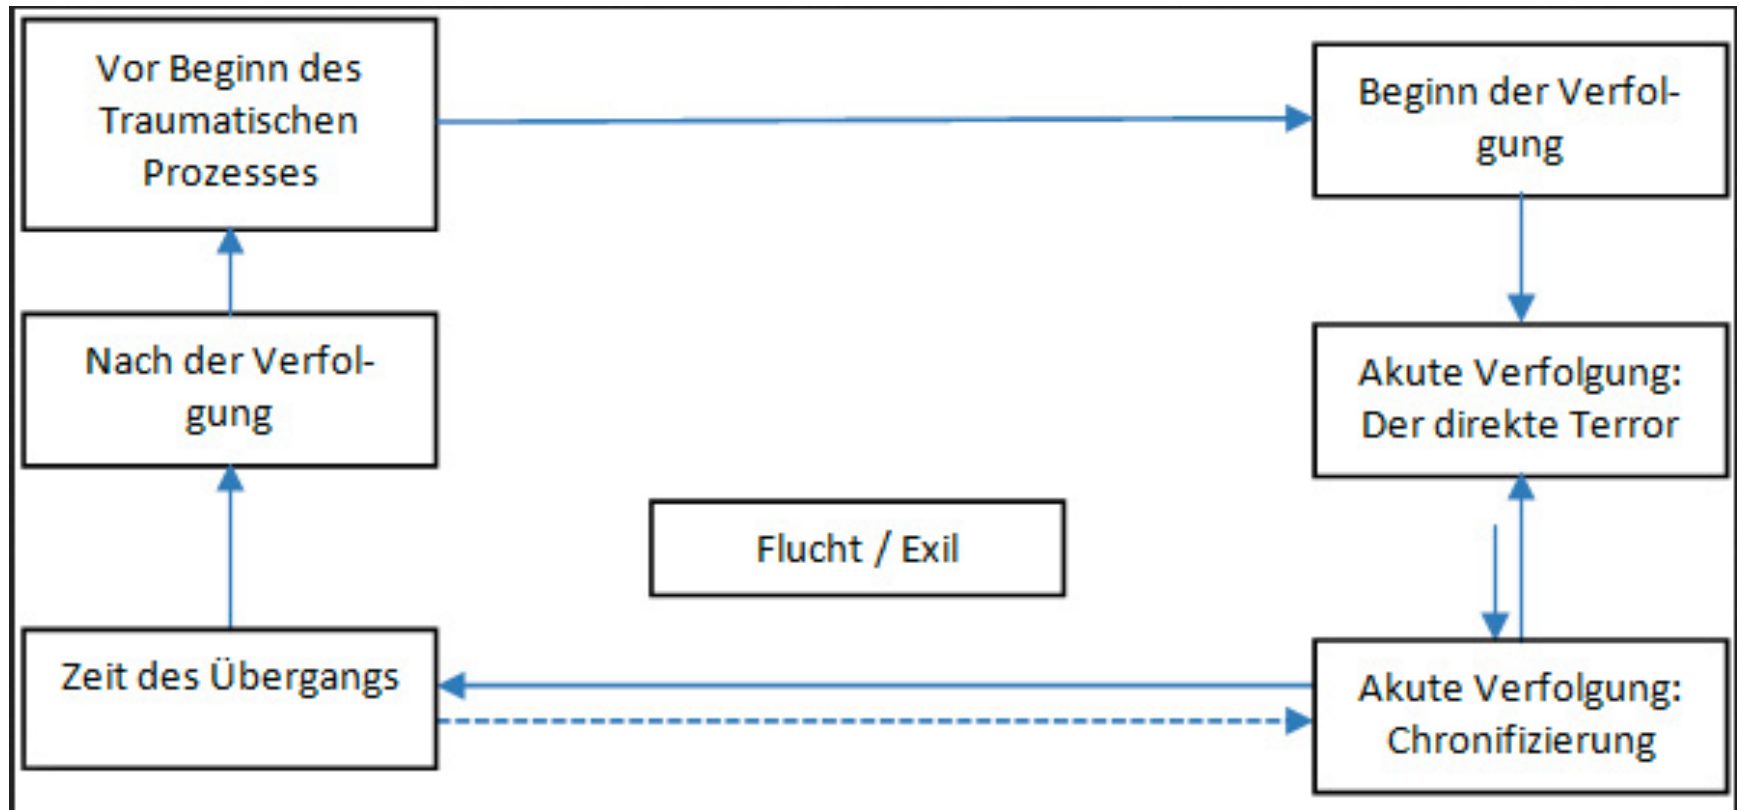 Vor Beginn des
Traumatischen
Prozesses
Beginn der Verfol-
gung
Nach der Verfol-
gung
Akute Verfolgung:
Der direkte Terror
Flucht / Exil
Zeit des Übergangs
Akute Verfolgung:
Chronifizierung